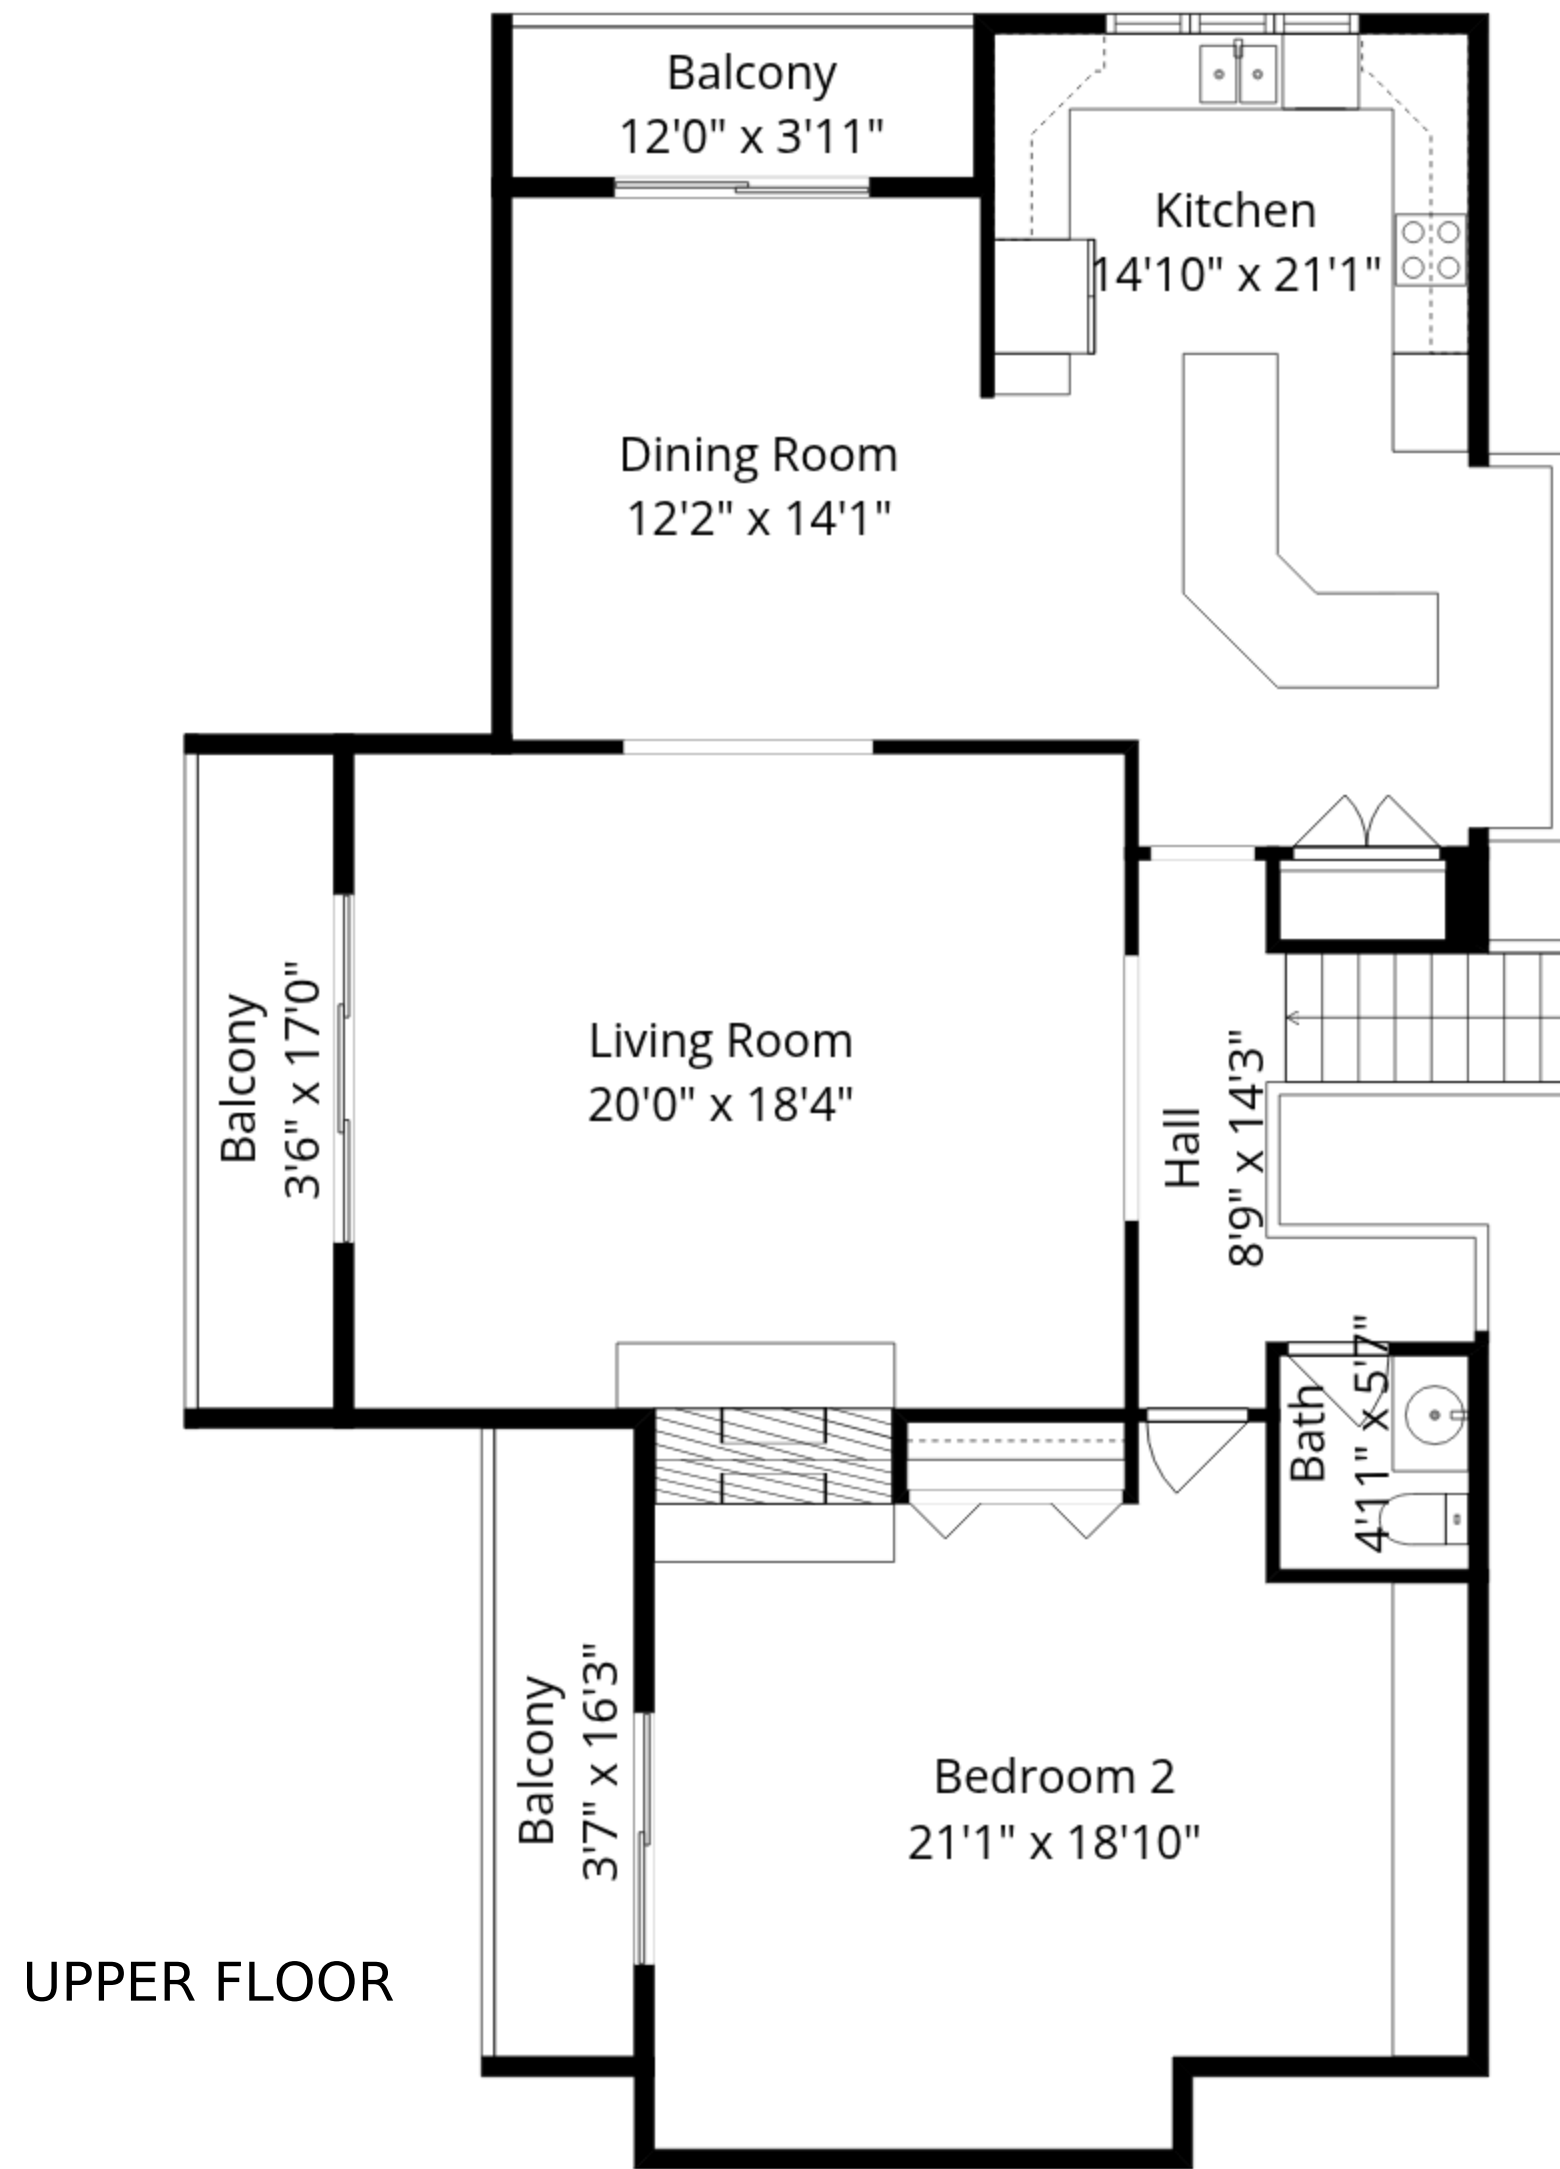 Balcony
12'0" x 3'11"
Kitchen
14'10" x 21'1"
Dining Room
12'2" x 14'1"
Balcony
3'6" x 17'0"
Living Room
20'0" x 18'4"
Hall
8'9" x 14'3"
Bath
4'11" x 5'7"
Balcony
3'7" x 16'3"
Bedroom 2
21'1" x 18'10"
UPPER FLOOR